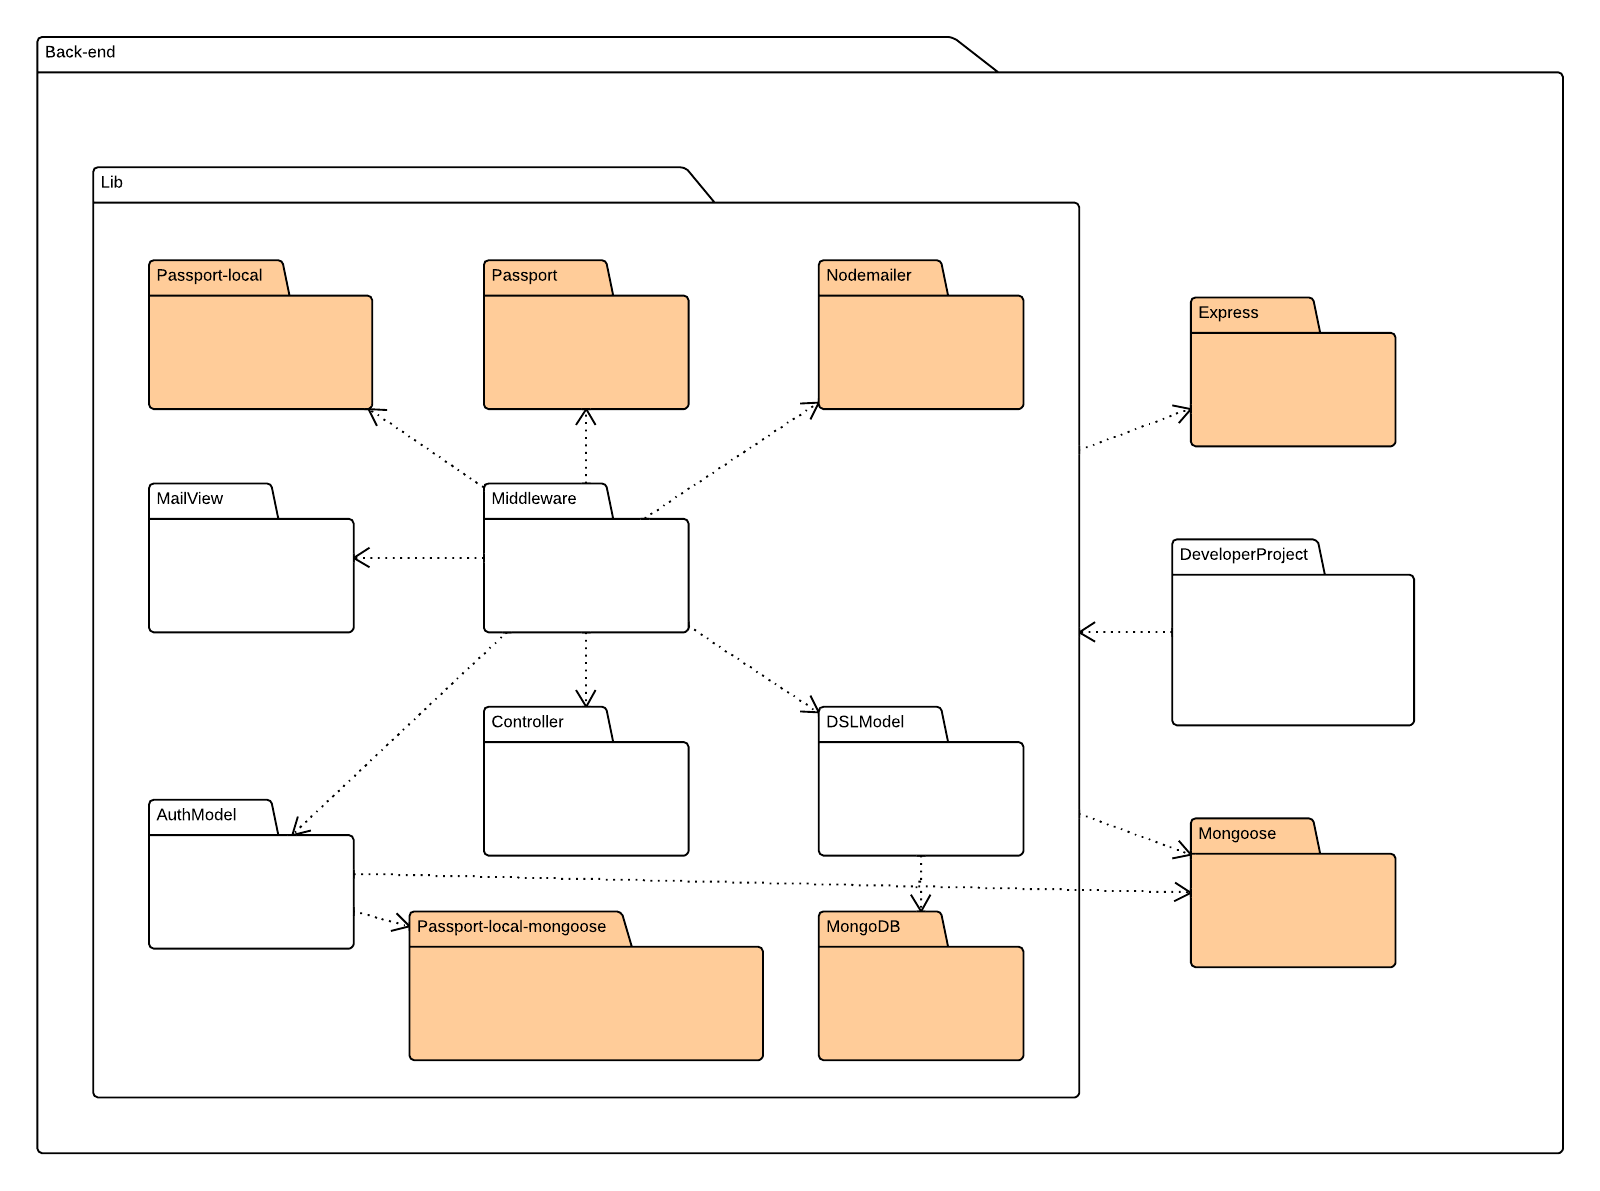 Back-end
Lib
Passport-local
Passport
Nodemailer
Express
MailView
Middleware
DeveloperProject
Controller
DSLModel
AuthModel
Mongoose
Passport-local-mongoose
MongoDB